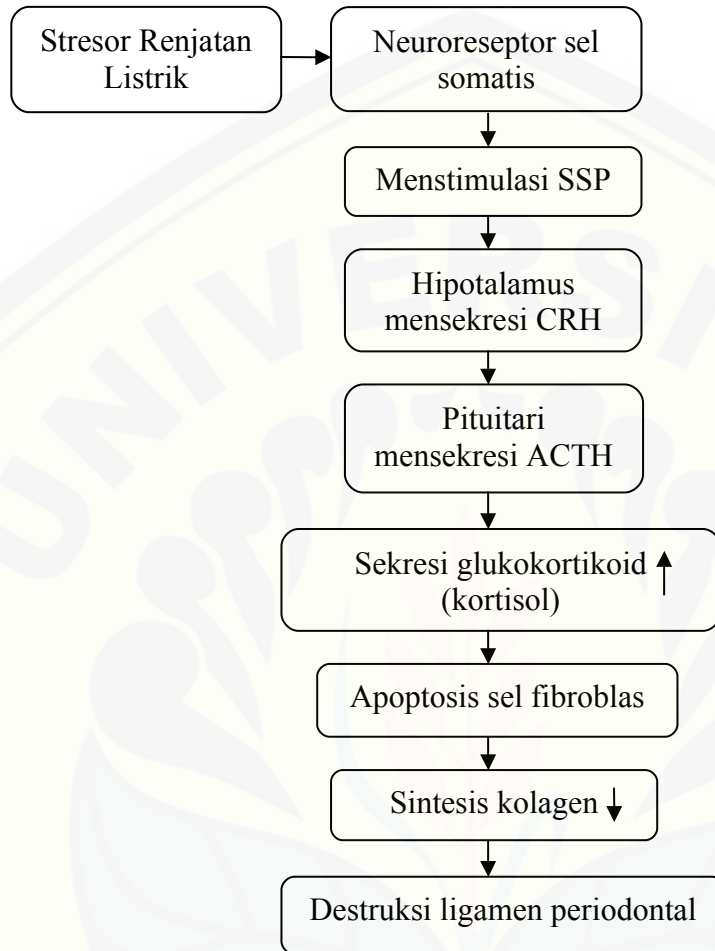 Stresor Renjatan
Listrik
Neuroreseptor sel
somatis
Menstimulasi SSP
Hipotalamus
mensekresi CRH
Pituitari
mensekresi ACTH
Sekresi glukokortikoid ↑
(kortisol)
Apoptosis sel fibroblas
Sintesis kolagen ↓
Destruksi ligamen periodontal
UNIVERSI